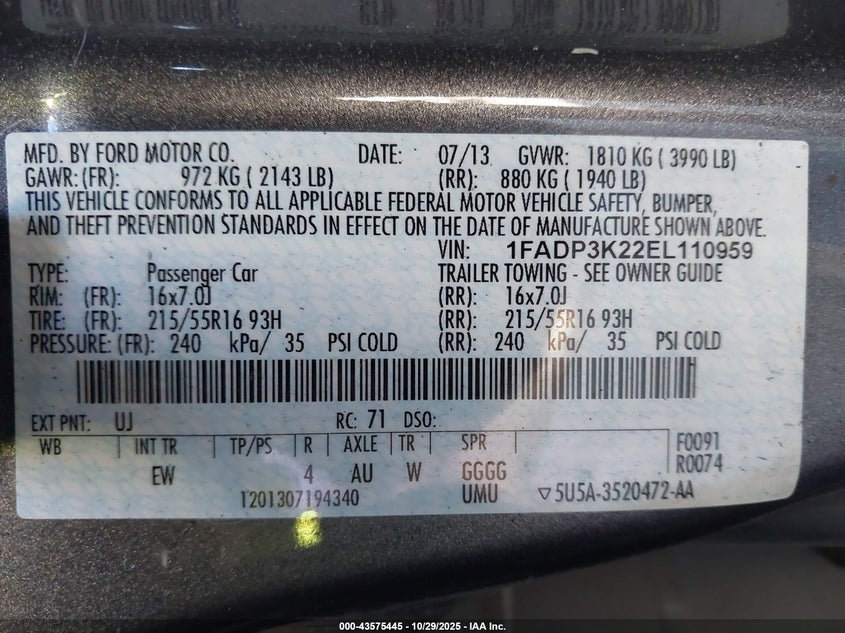 MFD. BY FORD MOTOR CO. DATE: 07/13 GVWR: 1810 KG ( 3990 LB)
GAWR: (FR): 972 KG ( 2143 LB) (RR): 880 KG ( 1940 LB)
THIS VEHICLE CONFORMS TO ALL APPLICABLE FEDERAL MOTOR VEHICLE SAFETY, BUMPER,
AND THEFT PREVENTION STANDARDS IN EFFECT ON THE DATE OF MANUFACTURE SHOWN ABOVE.
VIN: 1FADP3K22EL110959
TYPE: Passenger Car TRAILER TOWING - SEE OWNER GUIDE
RIM: (FR): 16x7.0J (RR): 16x7.0J
TIRE: (FR): 215/55R16 93H (RR): 215/55R16 93H
PRESSURE: (FR): 240 kPa/ 35 PSI COLD (RR): 240 kPa/ 35 PSI COLD
EXT PNT: UJ RC: 71 DSO:
WB INT TR TP/PS R AXLE TR SPR F0091
EW 4 AU W GGGG R0074
1201307194340 UMU ▽5U5A-3520472-AA
000-43575445 - 10/29/2025 - IAA Inc.